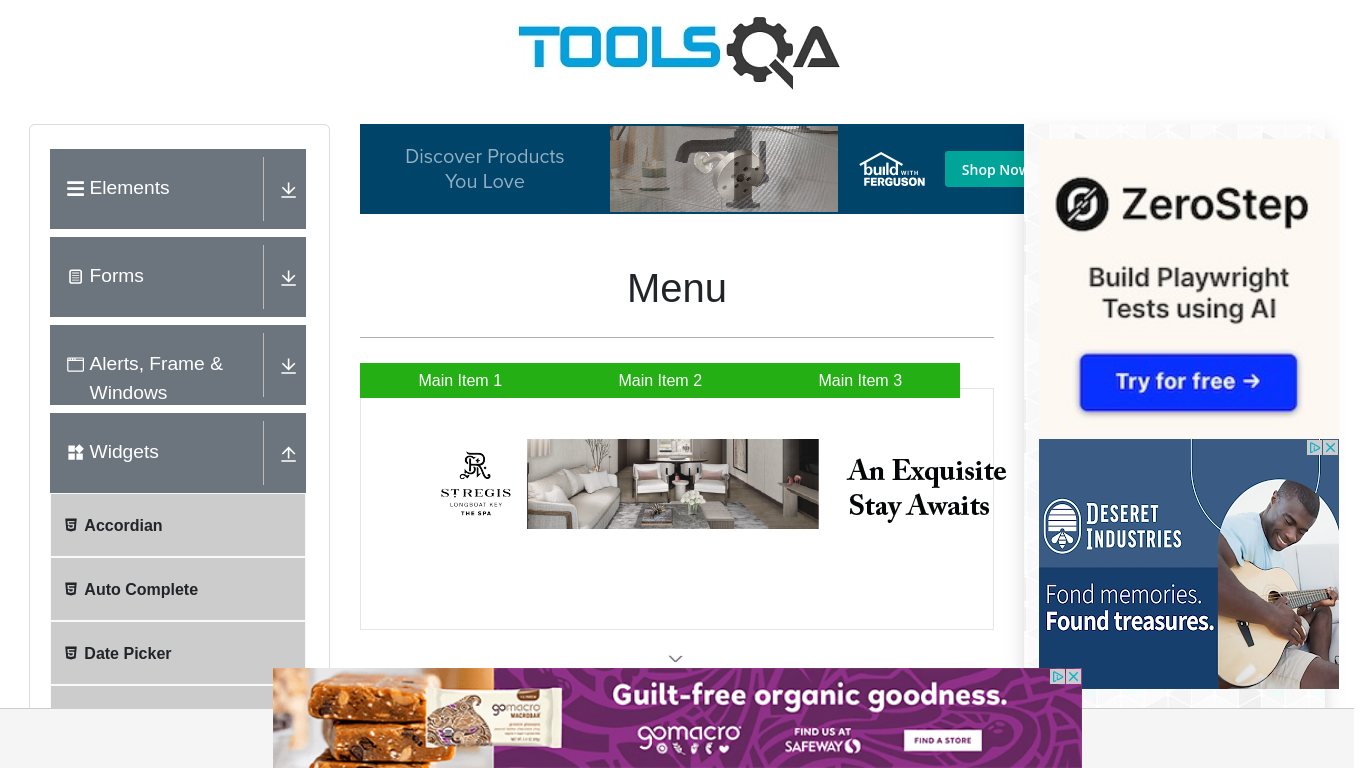 TOOLSQA
Elements
Forms
Alerts, Frame &
Windows
Widgets
Accordian
Auto Complete
Date Picker
Discover Products
You Love
build WITH
FERGUSON
Shop Now
Menu
Main Item 1
Main Item 2
Main Item 3
ST REGIS
LONGBOAT KEY
THE SPA
An Exquisite
Stay Awaits
ZeroStep
Build Playwright
Tests using AI
Try for free →
DESERET
INDUSTRIES
Fond memories.
Found treasures.
gomacro
MACROBAR
Guilt-free organic goodness.
gomacro
FIND US AT
SAFEWAY
FIND A STORE